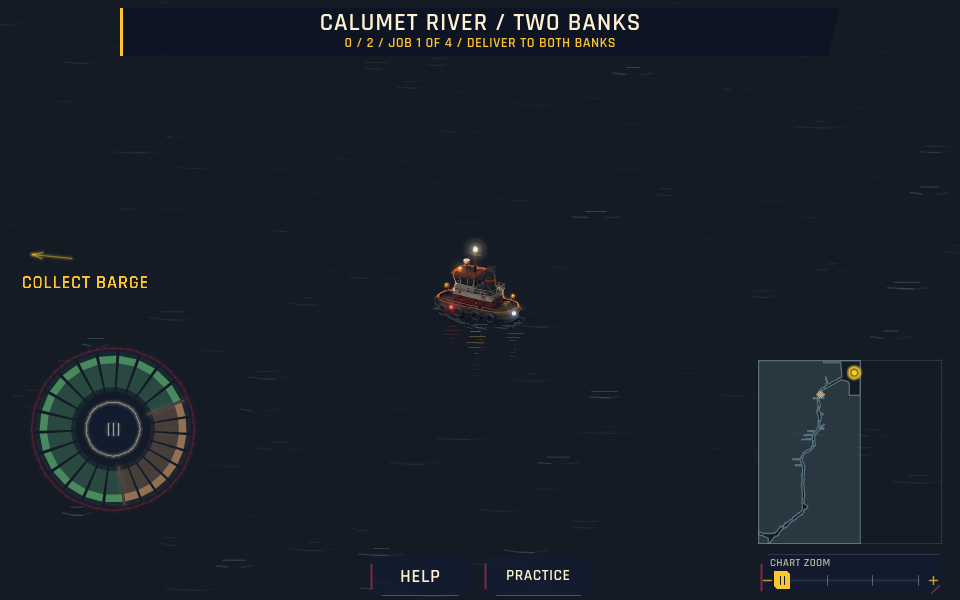 CALUMET RIVER / TWO BANKS
0 / 2 / JOB 1 OF 4 / DELIVER TO BOTH BANKS
COLLECT BARGE
CHART ZOOM
HELP
PRACTICE